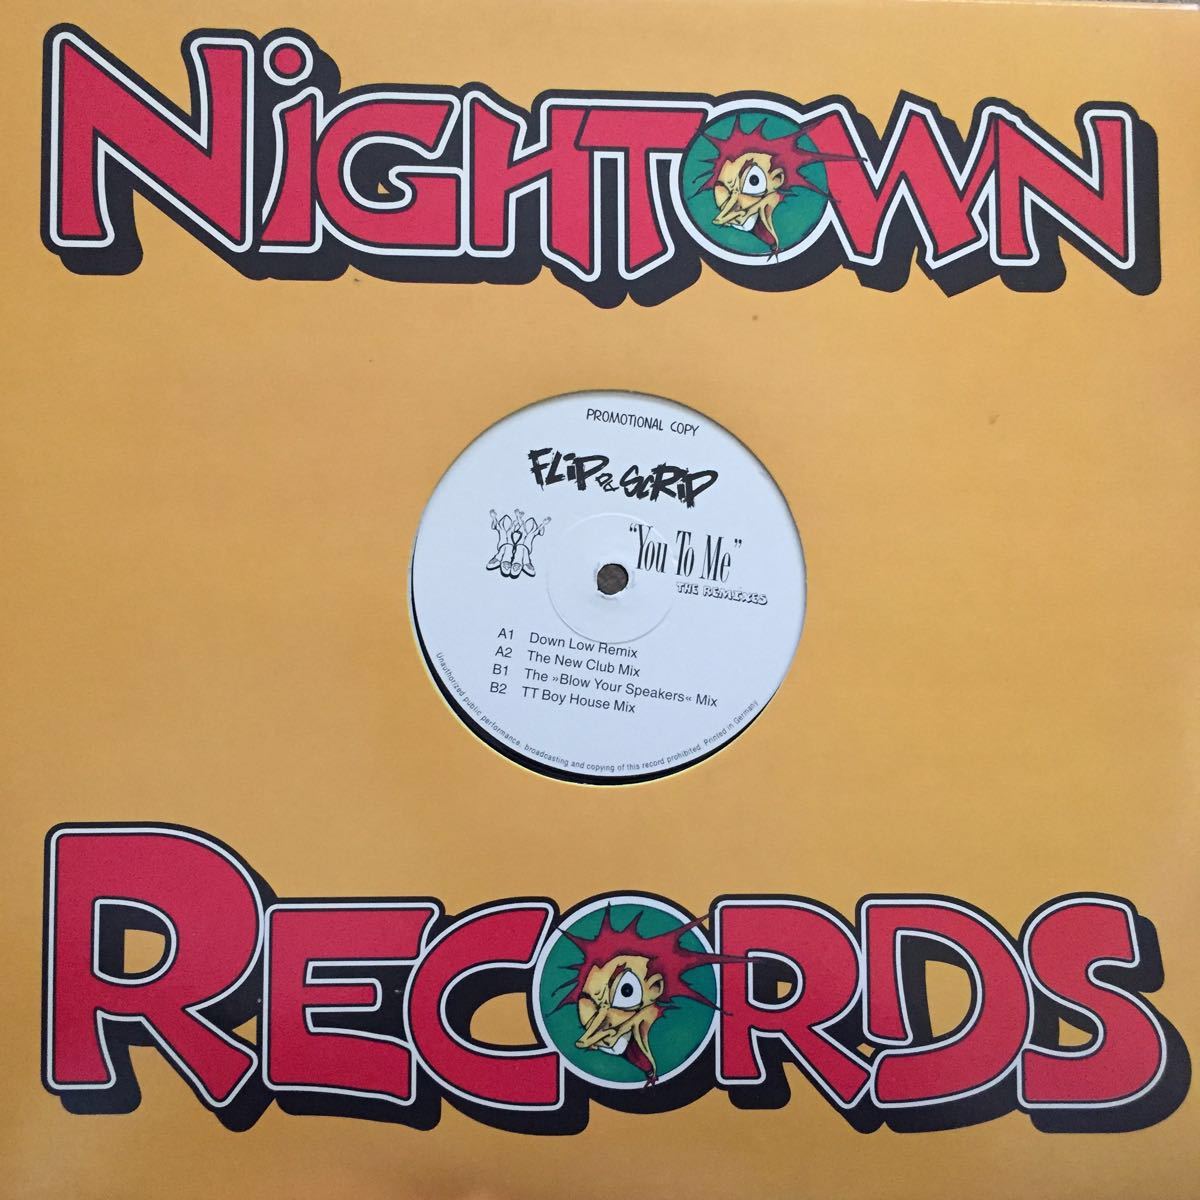 NiGHTOWN
PROMOTIONAL COPY
FLiP DA SCRiP
"You To Me"
THE REMIXES
A1 Down Low Remix
A2 The New Club Mix
B1 The »Blow Your Speakers« Mix
B2 TT Boy House Mix
Unauthorized public performance, broadcasting and copying of this record prohibited. Printed in Germany
RECORDS